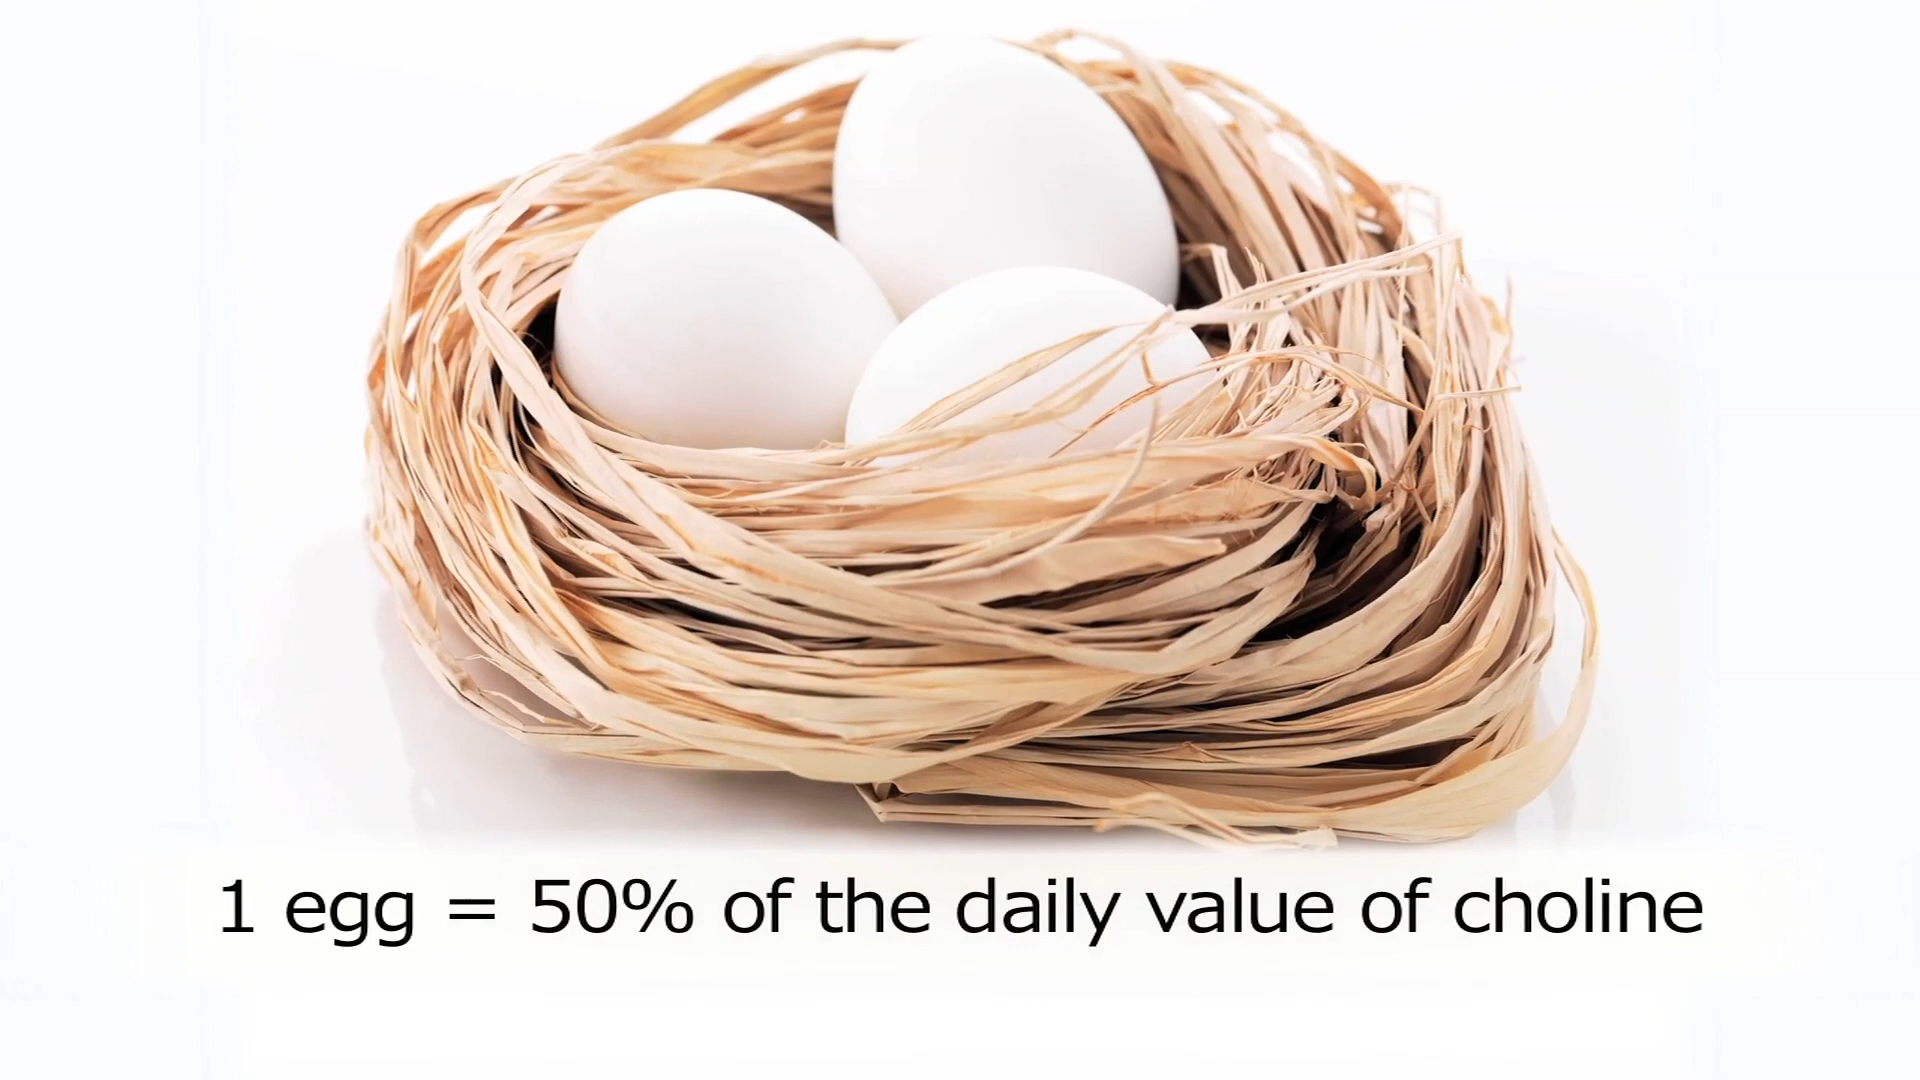 1 egg = 50% of the daily value of choline